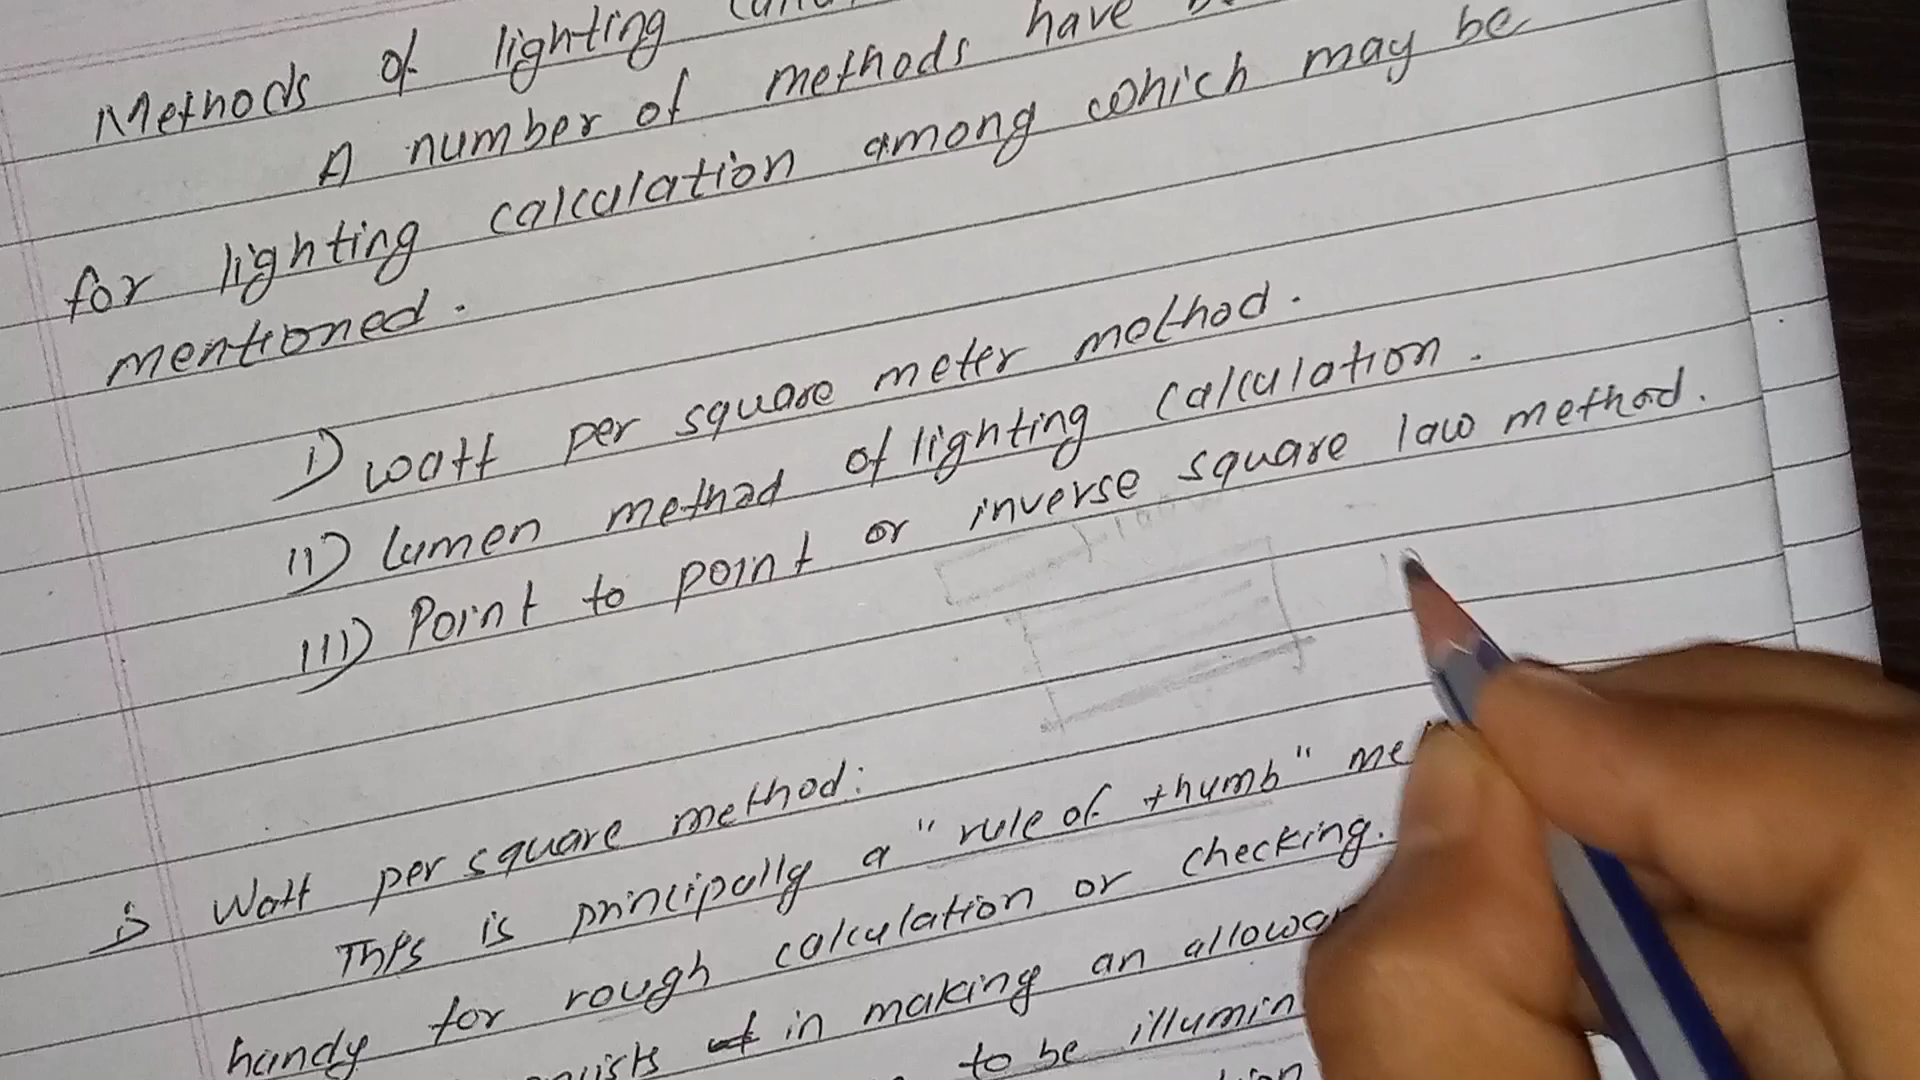 Methods of lighting
A number of methods have
for lighting calculation among which may be
mentioned.
i) watt per square meter method.
ii) Lumen method of lighting calculation.
iii) Point to point or inverse square law method.
i) Watt per square method:
This is principally a "rule of thumb" me
handy for rough calculation or checking.
in making an allowa
to be illumin